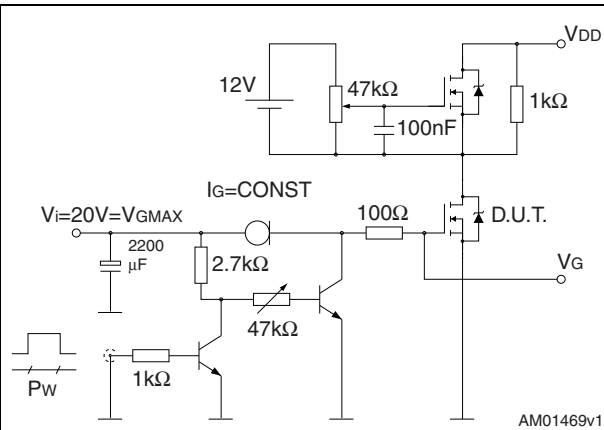 VDD
12V
47kΩ
1kΩ
100nF
IG=CONST
Vi=20V=VGMAX
100Ω
D.U.T.
2200
μF
2.7kΩ
VG
47kΩ
1kΩ
PW
AM01469v1